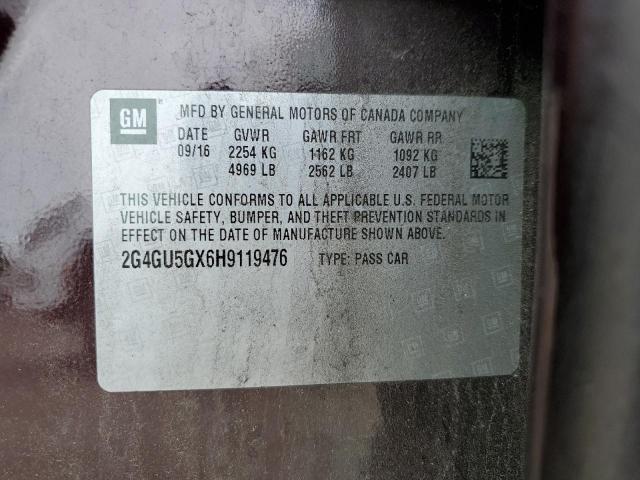 GM
MFD BY GENERAL MOTORS OF CANADA COMPANY
DATE GVWR GAWR FRT GAWR RR
09/16 2254 KG 1162 KG 1092 KG
4969 LB 2562 LB 2407 LB
THIS VEHICLE CONFORMS TO ALL APPLICABLE U.S. FEDERAL MOTOR
VEHICLE SAFETY, BUMPER, AND THEFT PREVENTION STANDARDS IN
EFFECT ON THE DATE OF MANUFACTURE SHOWN ABOVE.
2G4GU5GX6H9119476 TYPE: PASS CAR